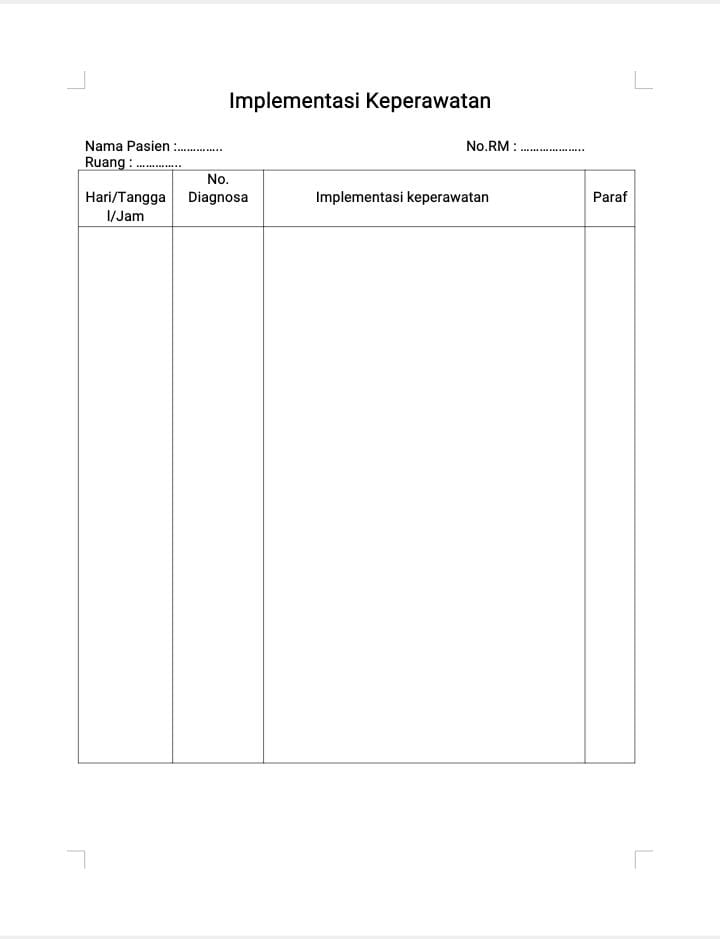 Implementasi Keperawatan
Nama Pasien :.............. No.RM : ....................
Ruang : ..............
Hari/Tangga
l/Jam
No.
Diagnosa
Implementasi keperawatan
Paraf